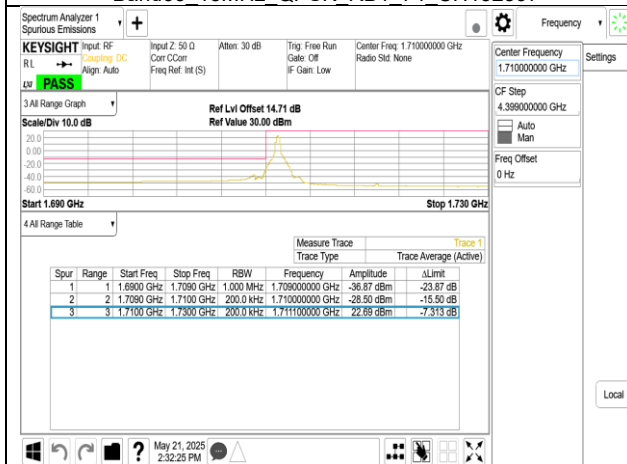 Spectrum Analyzer 1
Spurious Emissions
Frequency
KEYSIGHT
RL
Input: RF
Coupling: DC
Align: Auto
Input Z: 50 Ω
Corr CCorr
Freq Ref: Int (S)
Atten: 30 dB
Trig: Free Run
Gate: Off
IF Gain: Low
Center Freq: 1.710000000 GHz
Radio Std: None
LXI
PASS
3 All Range Graph
Scale/Div 10.0 dB
Ref Lvl Offset 14.71 dB
Ref Value 30.00 dBm
20.0
0.00
-20.0
-40.0
-60.0
Start 1.690 GHz
Stop 1.730 GHz
4 All Range Table
Measure Trace Trace 1
Trace Type Trace Average (Active)
Spur Range Start Freq Stop Freq RBW Frequency Amplitude ΔLimit
1 1 1.6900 GHz 1.7090 GHz 1.000 MHz 1.709000000 GHz -36.87 dBm -23.87 dB
2 2 1.7090 GHz 1.7100 GHz 200.0 kHz 1.710000000 GHz -28.50 dBm -15.50 dB
3 3 1.7100 GHz 1.7300 GHz 200.0 kHz 1.711100000 GHz 22.69 dBm -7.313 dB
May 21, 2025
2:32:25 PM
Center Frequency
1.710000000 GHz
Settings
CF Step
4.399000000 GHz
Auto
Man
Freq Offset
0 Hz
Local